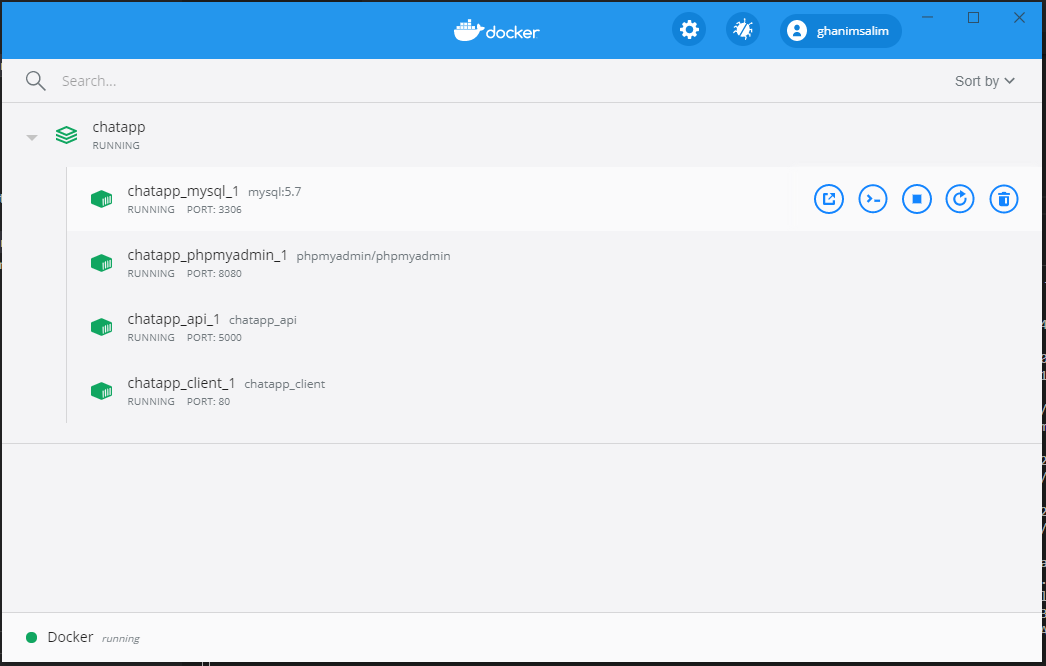 docker
ghanimsalim
Search...
Sort by
chatapp
RUNNING
chatapp_mysql_1 mysql:5.7
RUNNING PORT: 3306
chatapp_phpmyadmin_1 phpmyadmin/phpmyadmin
RUNNING PORT: 8080
chatapp_api_1 chatapp_api
RUNNING PORT: 5000
chatapp_client_1 chatapp_client
RUNNING PORT: 80
Docker running